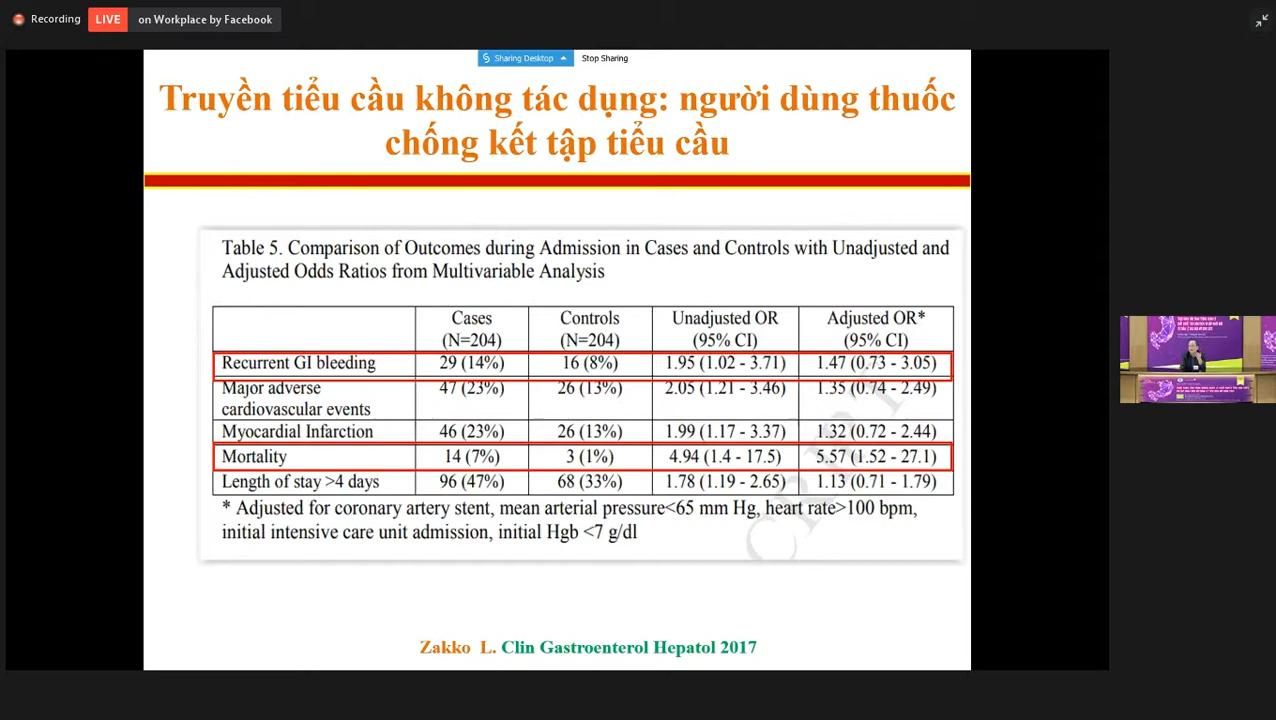 Recording
LIVE on Workplace by Facebook
Sharing Desktop Stop Sharing
Truyền tiểu cầu không tác dụng: người dùng thuốc
chống kết tập tiểu cầu
Table 5. Comparison of Outcomes during Admission in Cases and Controls with Unadjusted and
Adjusted Odds Ratios from Multivariable Analysis
Cases Controls Unadjusted OR Adjusted OR*
(N=204) (N=204) (95% CI) (95% CI)
Recurrent GI bleeding 29 (14%) 16 (8%) 1.95 (1.02 - 3.71) 1.47 (0.73 - 3.05)
Major adverse 47 (23%) 26 (13%) 2.05 (1.21 - 3.46) 1.35 (0.74 - 2.49)
cardiovascular events
Myocardial Infarction 46 (23%) 26 (13%) 1.99 (1.17 - 3.37) 1.32 (0.72 - 2.44)
Mortality 14 (7%) 3 (1%) 4.94 (1.4 - 17.5) 5.57 (1.52 - 27.1)
Length of stay >4 days 96 (47%) 68 (33%) 1.78 (1.19 - 2.65) 1.13 (0.71 - 1.79)
* Adjusted for coronary artery stent, mean arterial pressure<65 mm Hg, heart rate>100 bpm,
initial intensive care unit admission, initial Hgb <7 g/dl
Zakko L. Clin Gastroenterol Hepatol 2017